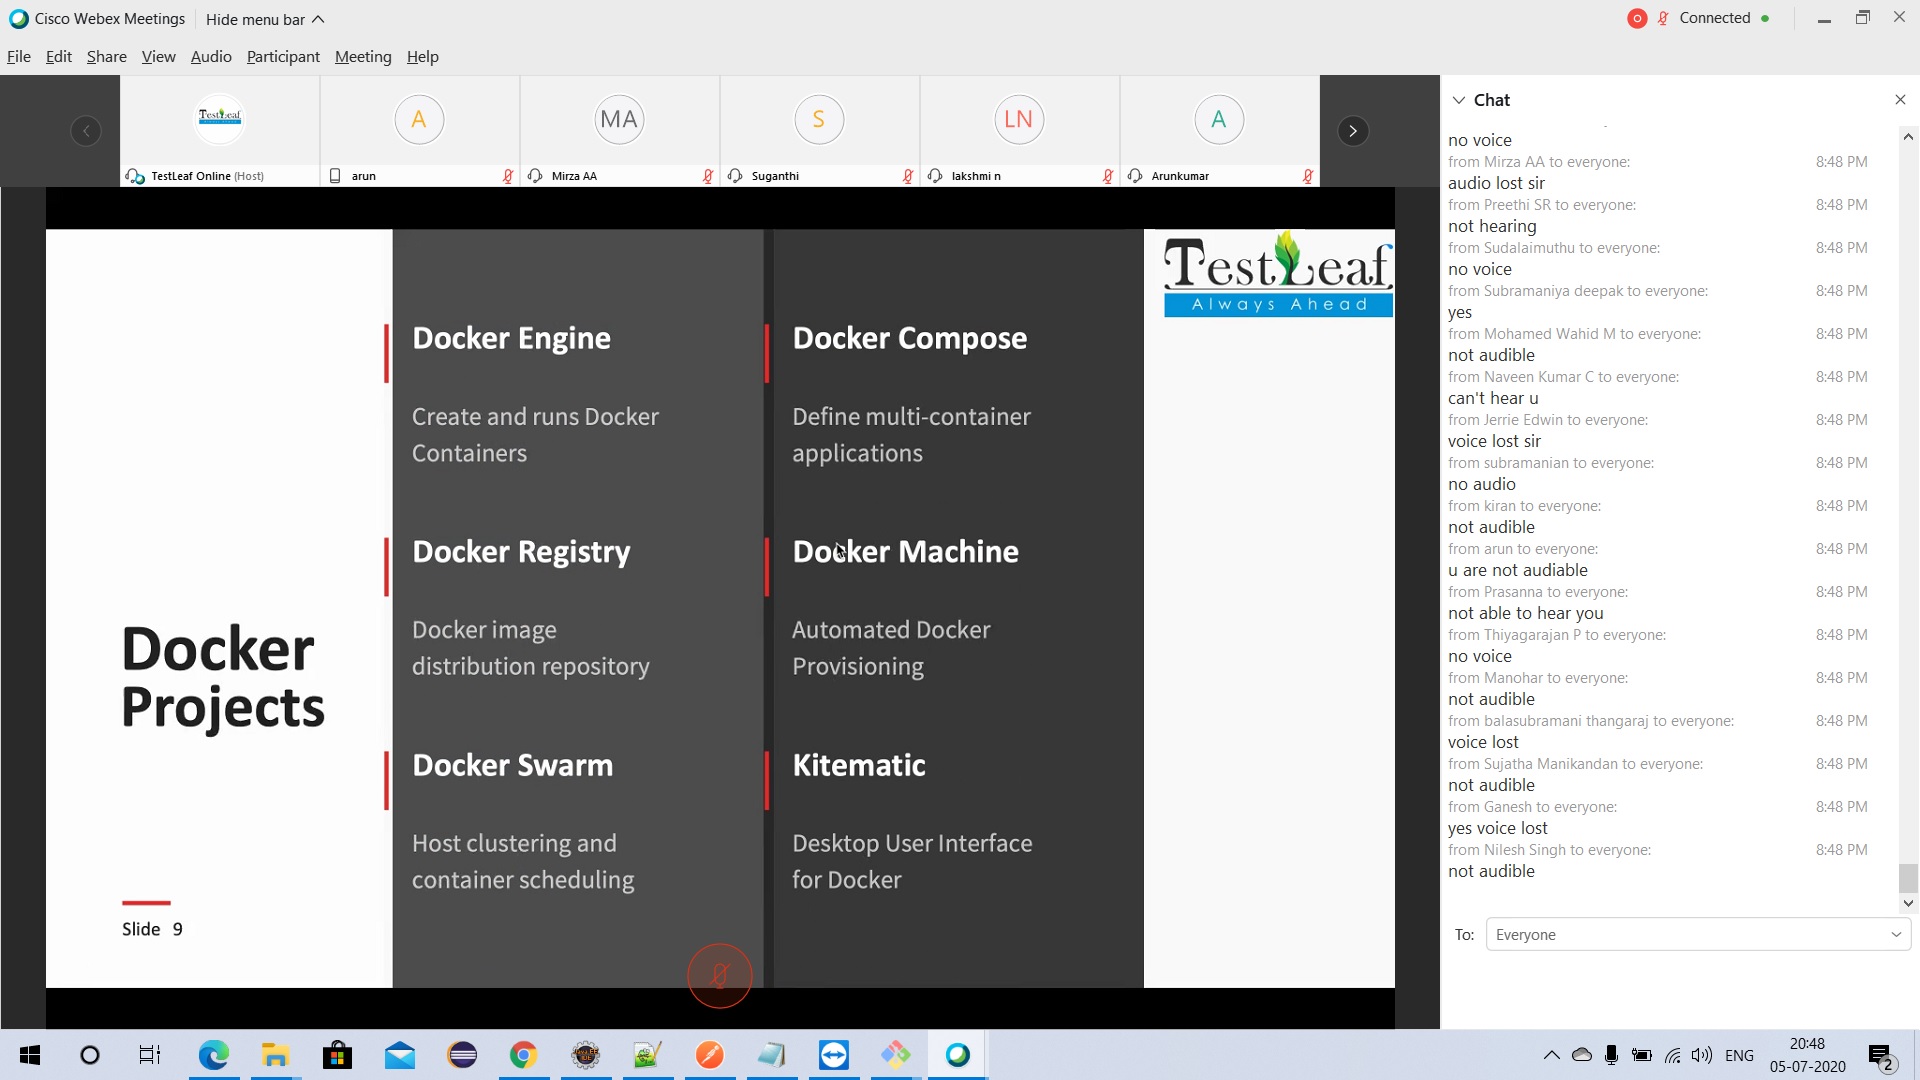 Cisco Webex Meetings
Hide menu bar
Connected
File Edit Share View Audio Participant Meeting Help
TestLeaf
A
MA
S
LN
A
TestLeaf Online (Host)
arun
Mirza AA
Suganthi
lakshmi n
Arunkumar
TestLeaf
Always Ahead
Docker
Projects
Slide 9
Docker Engine
Create and runs Docker
Containers
Docker Compose
Define multi-container
applications
Docker Registry
Docker image
distribution repository
Docker Machine
Automated Docker
Provisioning
Docker Swarm
Host clustering and
container scheduling
Kitematic
Desktop User Interface
for Docker
Chat
no voice
from Mirza AA to everyone: 8:48 PM
audio lost sir
from Preethi SR to everyone: 8:48 PM
not hearing
from Sudalaimuthu to everyone: 8:48 PM
no voice
from Subramaniya deepak to everyone: 8:48 PM
yes
from Mohamed Wahid M to everyone: 8:48 PM
not audible
from Naveen Kumar C to everyone: 8:48 PM
can't hear u
from Jerrie Edwin to everyone: 8:48 PM
voice lost sir
from subramanian to everyone: 8:48 PM
no audio
from kiran to everyone: 8:48 PM
not audible
from arun to everyone: 8:48 PM
u are not audiable
from Prasanna to everyone: 8:48 PM
not able to hear you
from Thiyagarajan P to everyone: 8:48 PM
no voice
from Manohar to everyone: 8:48 PM
not audible
from balasubramani thangaraj to everyone: 8:48 PM
voice lost
from Sujatha Manikandan to everyone: 8:48 PM
not audible
from Ganesh to everyone: 8:48 PM
yes voice lost
from Nilesh Singh to everyone: 8:48 PM
not audible
To: Everyone
ENG
20:48
05-07-2020
2